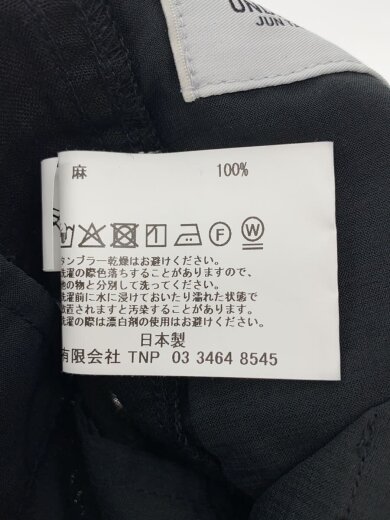 UND
JUN
麻 100%
タンブラー乾燥はお避けください。
洗濯の際色落ちすることがありますので、
他の物と分別して洗ってください。
洗濯前に水に浸けておいたり濡れた状態で
放置されますと汚染することがあります。
洗濯の際は漂白剤の使用はお避けください。
日本製
有限会社 TNP 03 3464 8545